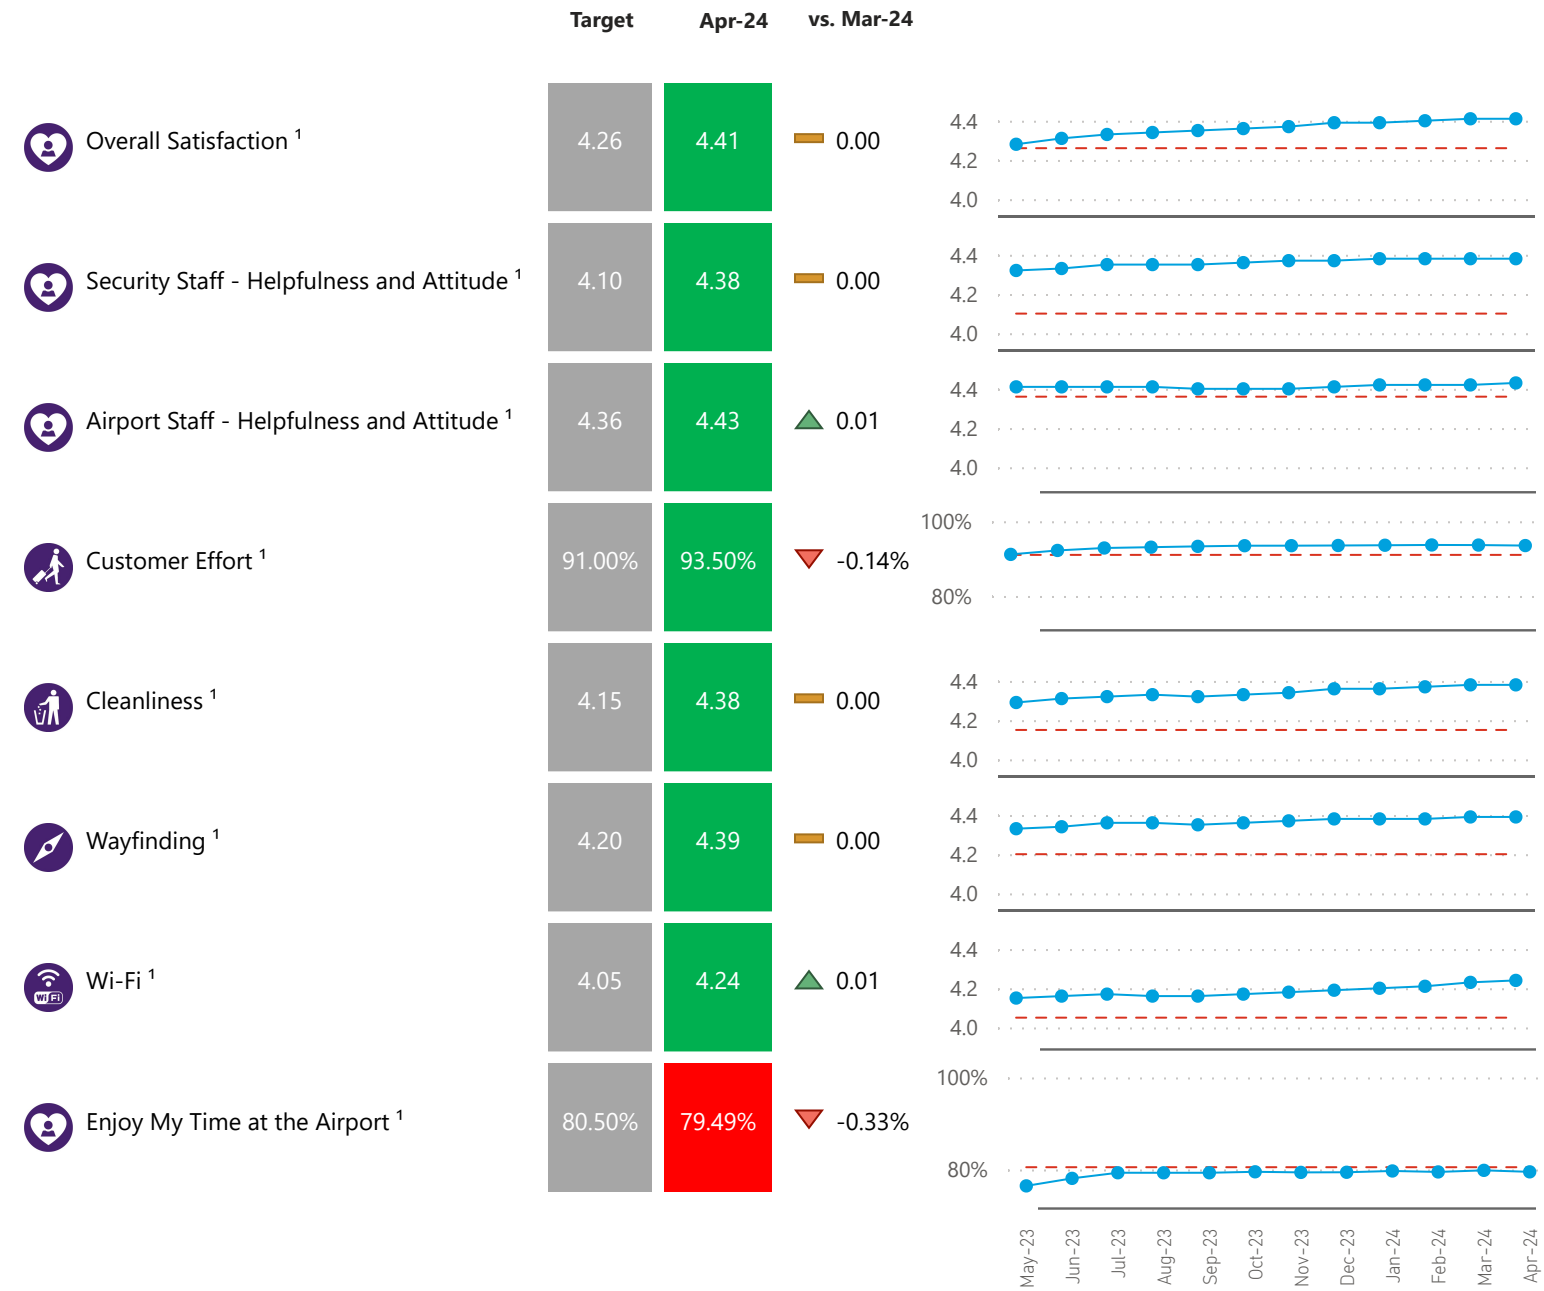 Target Apr-24 vs. Mar-24
Overall Satisfaction ¹ 4.26 4.41 0.00
4.4
4.2
4.0
Security Staff - Helpfulness and Attitude ¹ 4.10 4.38 0.00
4.4
4.2
4.0
Airport Staff - Helpfulness and Attitude ¹ 4.36 4.43 0.01
4.4
4.2
4.0
Customer Effort ¹ 91.00% 93.50% -0.14%
100%
80%
Cleanliness ¹ 4.15 4.38 0.00
4.4
4.2
4.0
Wayfinding ¹ 4.20 4.39 0.00
4.4
4.2
4.0
WiFi
Wi-Fi ¹ 4.05 4.24 0.01
4.4
4.2
4.0
Enjoy My Time at the Airport ¹ 80.50% 79.49% -0.33%
100%
80%
May-23 Jun-23 Jul-23 Aug-23 Sep-23 Oct-23 Nov-23 Dec-23 Jan-24 Feb-24 Mar-24 Apr-24